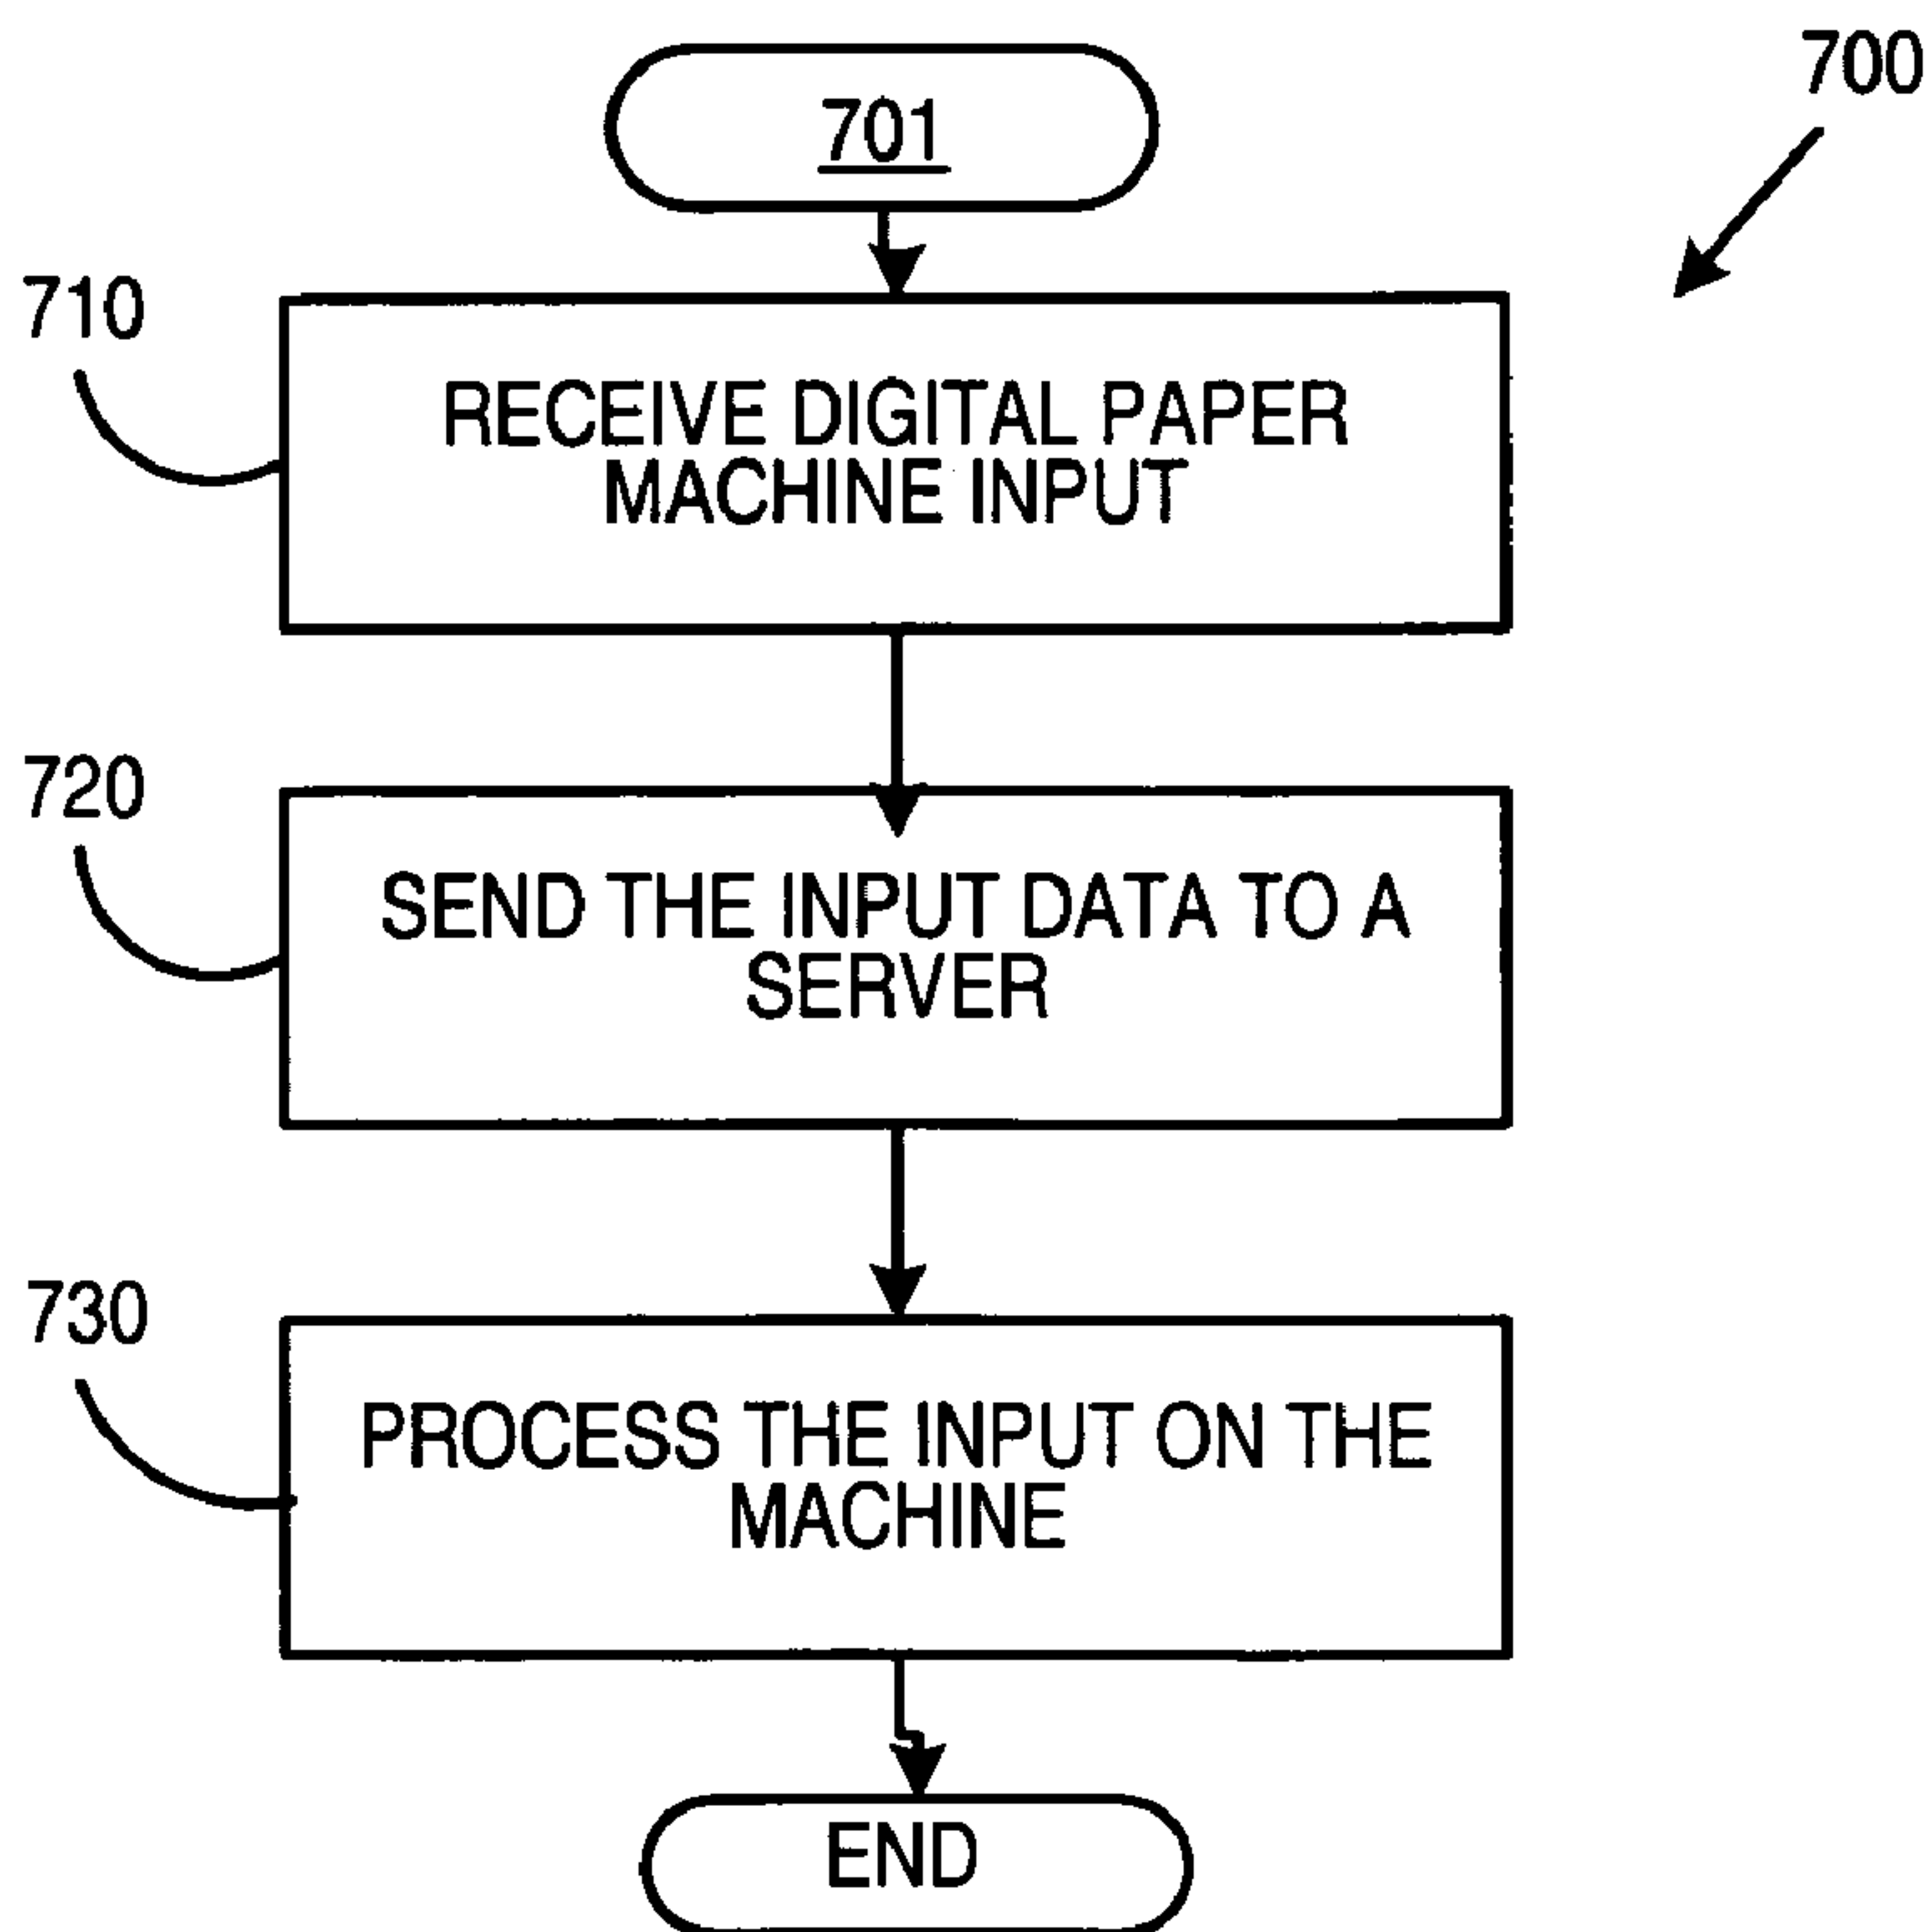 700
701
710
RECEIVE DIGITAL PAPER
MACHINE INPUT
720
SEND THE INPUT DATA TO A
SERVER
730
PROCESS THE INPUT ON THE
MACHINE
END